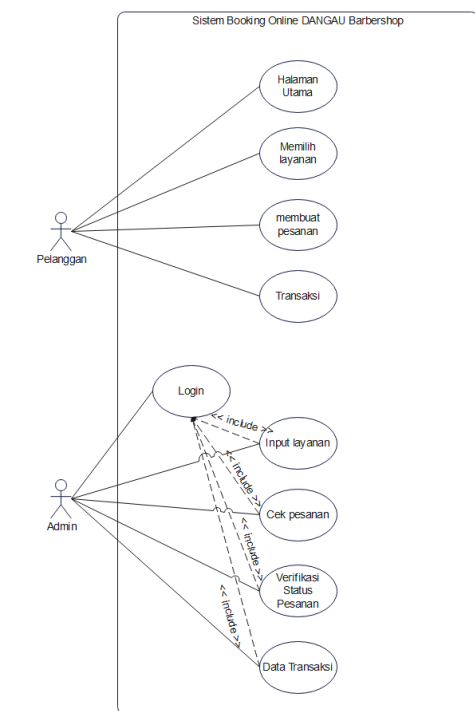 Sistem Booking Online DANGAU Barbershop
Halaman
Utama
Memilih
layanan
membuat
pesanan
Pelanggan
Transaksi
Login
<< include >>
Input layanan
<< include >>
Cek pesanan
Admin
<< include >>
Verifikasi
Status
Pesanan
<< include >>
Data Transaksi